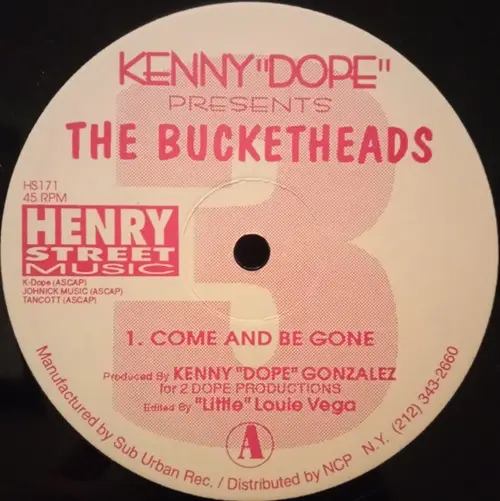 KENNY "DOPE"
PRESENTS
THE BUCKETHEADS
3
HS171
45 RPM
HENRY
STREET
MUSIC
K-Dope (ASCAP)
JOHNICK MUSIC (ASCAP)
TANCOTT (ASCAP)
1. COME AND BE GONE
Produced By KENNY "DOPE" GONZALEZ
for 2 DOPE PRODUCTIONS
Edited By "Little" Louie Vega
A
Manufactured by Sub Urban Rec. / Distributed by NCP N.Y. (212) 343-2660